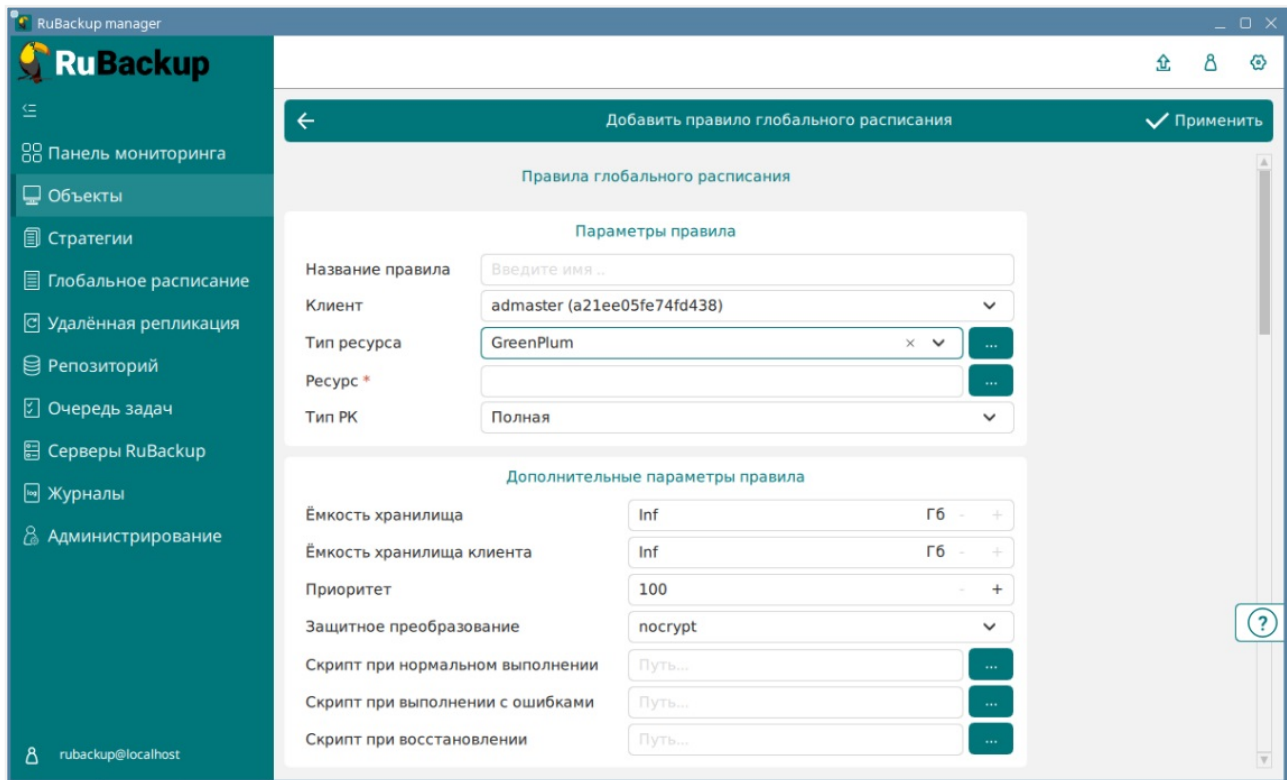 RuBackup manager
RuBackup
Панель мониторинга
Объекты
Стратегии
Глобальное расписание
Удалённая репликация
Репозиторий
Очередь задач
Серверы RuBackup
Журналы
Администрирование
rubackup@localhost
Добавить правило глобального расписания
Применить
Правила глобального расписания
Параметры правила
Название правила Введите имя ..
Клиент admaster (a21ee05fe74fd438)
Тип ресурса GreenPlum × ...
Ресурс * ...
Тип РК Полная
Дополнительные параметры правила
Ёмкость хранилища Inf Гб - +
Ёмкость хранилища клиента Inf Гб - +
Приоритет 100 - +
Защитное преобразование nocrypt
Скрипт при нормальном выполнении Путь... ...
Скрипт при выполнении с ошибками Путь... ...
Скрипт при восстановлении Путь... ...
?